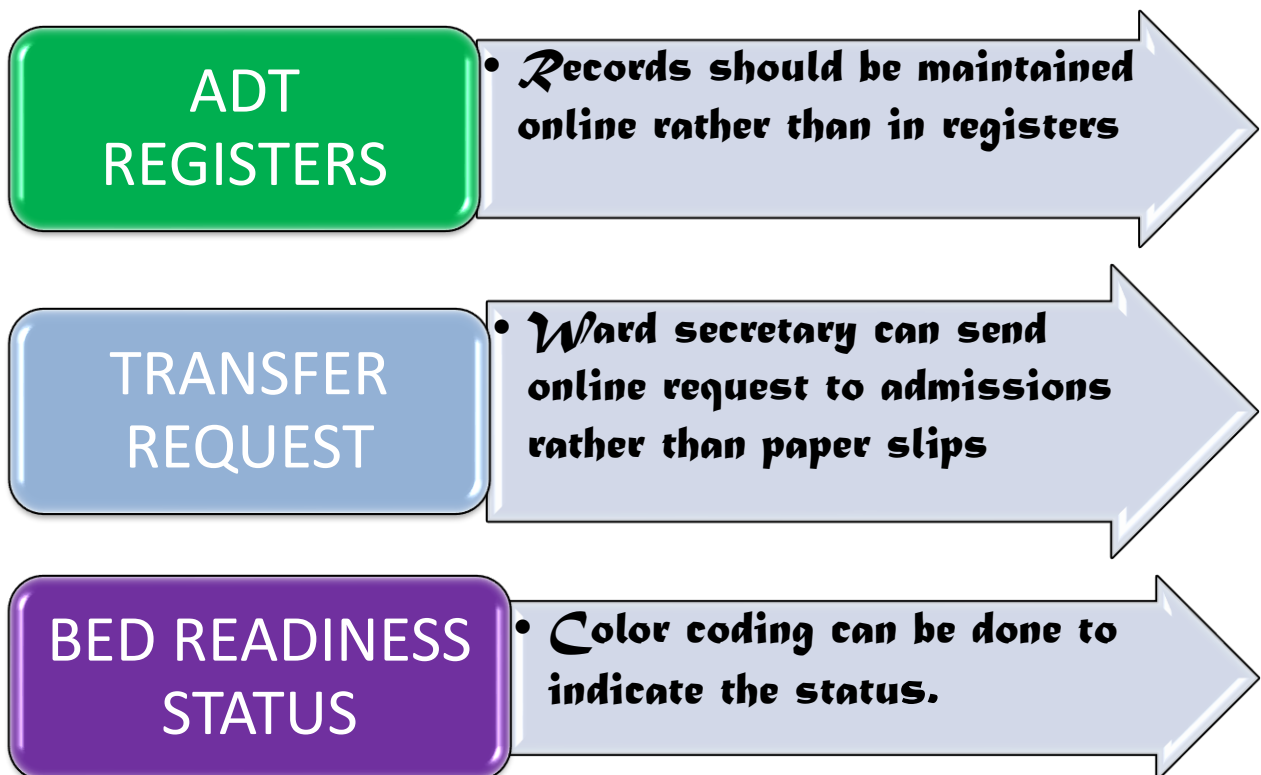 ADT
REGISTERS
• Records should be maintained
online rather than in registers
TRANSFER
REQUEST
• Ward secretary can send
online request to admissions
rather than paper slips
BED READINESS
STATUS
• Color coding can be done to
indicate the status.